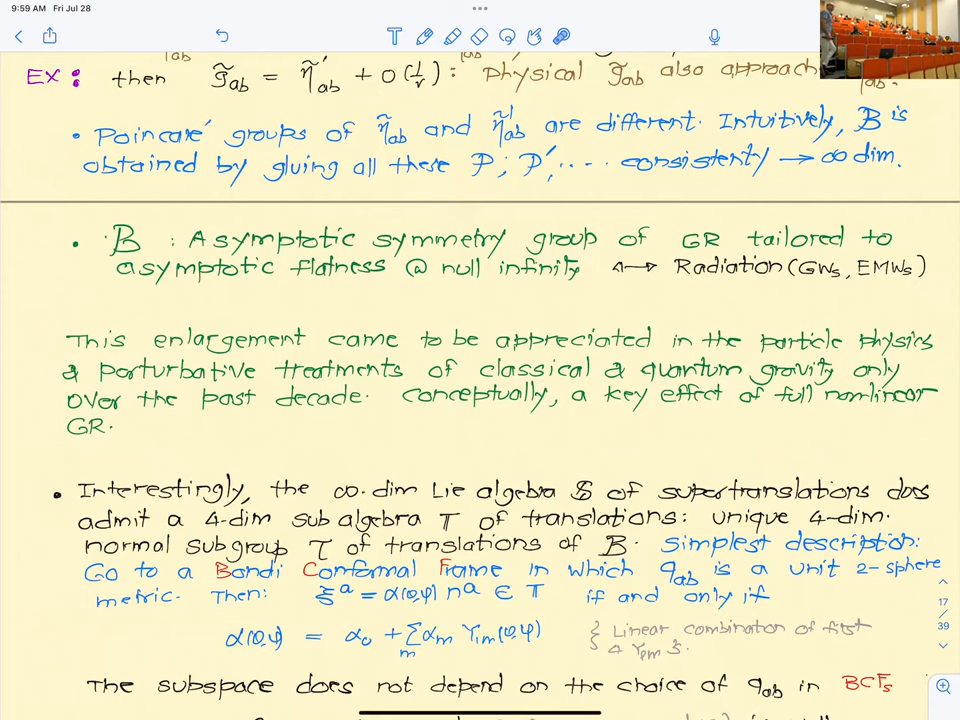 9:59 AM Fri Jul 28
EX : then g̃ab = η̃'ab + O(1/r) : Physical g̃ab also approach
• Poincaré groups of η̃ab and η̃'ab are different. Intuitively, B is
obtained by gluing all these P, P', .... consistenty → ∞ dim.
• B : Asymptotic symmetry group of GR tailored to
asymptotic flatness @ null infinity ↔ Radiation (GWs, EMWs)
This enlargement came to be appreciated in the particle physics
& porturbative treatments of classical & quantum gravity only
over the past decade. conceptually, a key effect of full nonlinear
GR.
• Interestingly, the ∞-dim Lie algebra S of supertranslations does
admit a 4-dim sub algebra T of translations: unique 4-dim.
normal subgroup T of translations of B. Simplest description:
Go to a Bondi Conformal Frame in which qab is a unit 2-sphere
metric. Then: ξᵃ = α(θ,φ) nᵃ ∈ T if and only if
α(θ,φ) = α₀ + Σ αm Y1m(θ,φ) { Linear combination of first
m 4 Yℓm }.
The subspace does not depend on the choice of qab in BCFs
17
/
39